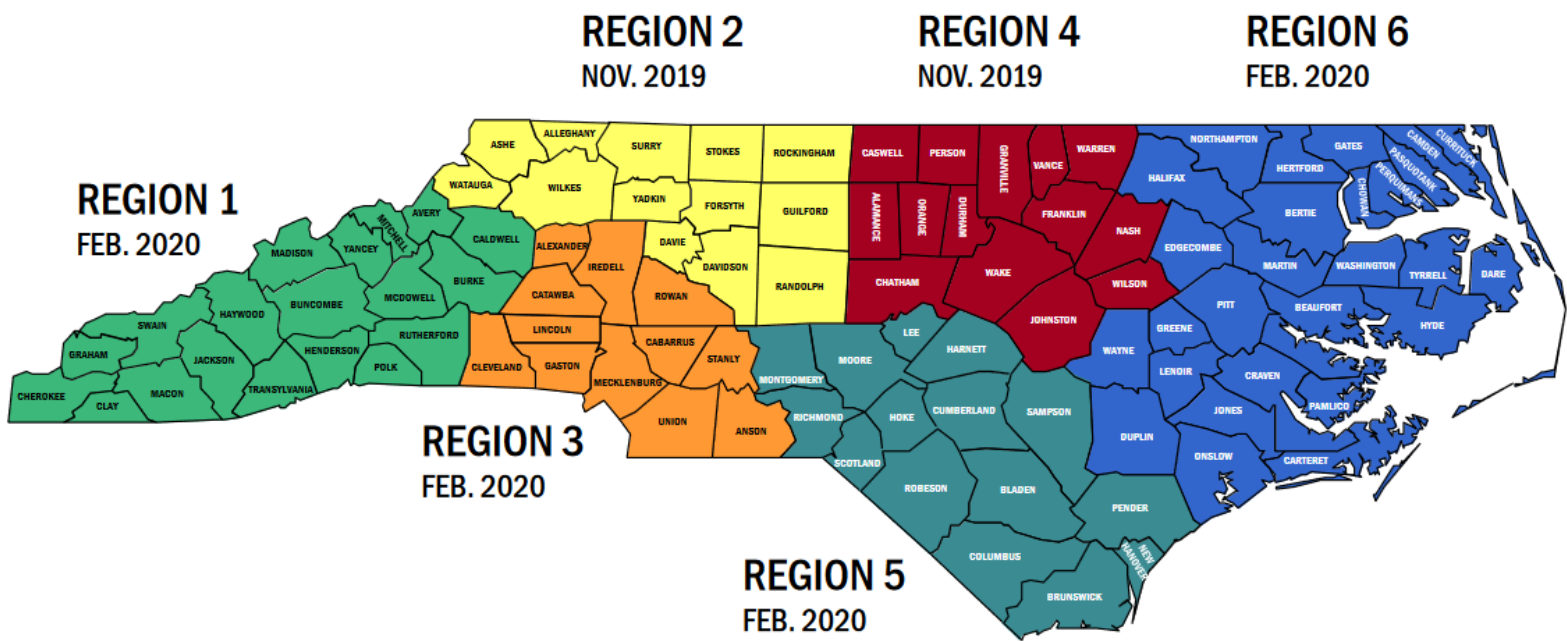 REGION 2
NOV. 2019
REGION 4
NOV. 2019
REGION 6
FEB. 2020
REGION 1
FEB. 2020
REGION 3
FEB. 2020
REGION 5
FEB. 2020
CHEROKEE
GRAHAM
CLAY
SWAIN
MACON
JACKSON
HAYWOOD
TRANSYLVANIA
MADISON
BUNCOMBE
HENDERSON
YANCEY
MITCHELL
AVERY
MCDOWELL
POLK
RUTHERFORD
BURKE
CALDWELL
ASHE
ALLEGHANY
WATAUGA
WILKES
SURRY
YADKIN
STOKES
FORSYTH
DAVIE
DAVIDSON
ROCKINGHAM
GUILFORD
RANDOLPH
ALEXANDER
IREDELL
CATAWBA
ROWAN
LINCOLN
CLEVELAND
GASTON
CABARRUS
STANLY
MECKLENBURG
UNION
ANSON
CASWELL
PERSON
GRANVILLE
VANCE
WARREN
ALAMANCE
ORANGE
DURHAM
FRANKLIN
NASH
CHATHAM
WAKE
WILSON
JOHNSTON
LEE
HARNETT
MOORE
MONTGOMERY
RICHMOND
HOKE
CUMBERLAND
SAMPSON
SCOTLAND
ROBESON
BLADEN
PENDER
COLUMBUS
NEW
HANOVER
BRUNSWICK
NORTHAMPTON
GATES
CAMDEN
CURRITUCK
PASQUOTANK
PERQUIMANS
CHOWAN
HERTFORD
HALIFAX
BERTIE
EDGECOMBE
MARTIN
WASHINGTON
TYRRELL
DARE
PITT
BEAUFORT
HYDE
GREENE
WAYNE
LENOIR
CRAVEN
PAMLICO
JONES
DUPLIN
ONSLOW
CARTERET